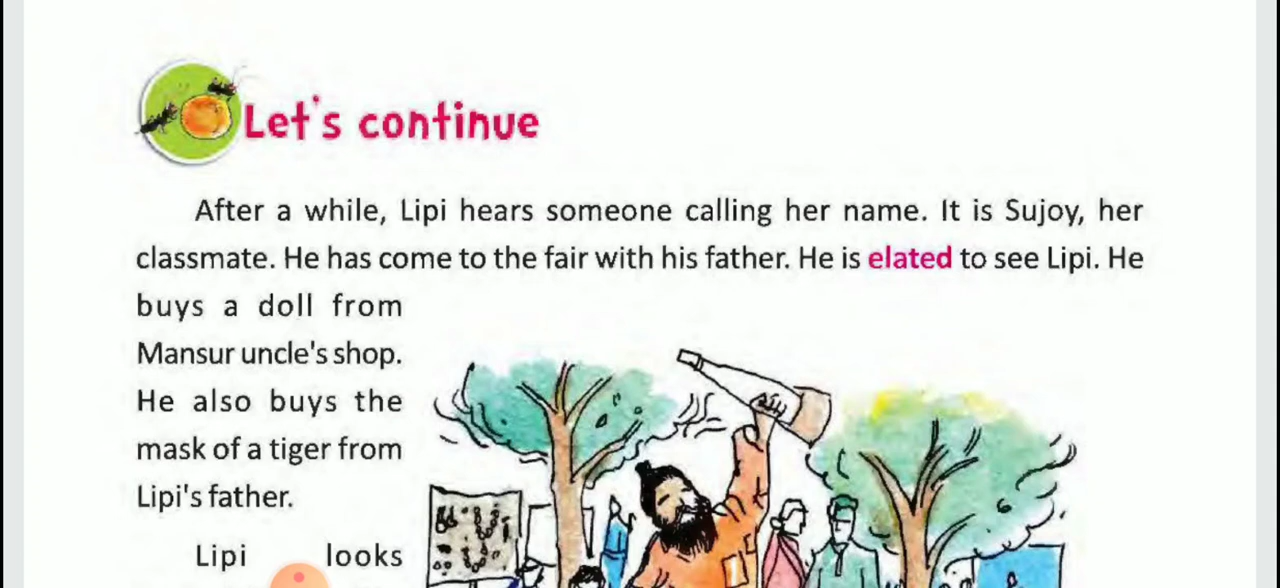 Let's continue
After a while, Lipi hears someone calling her name. It is Sujoy, her
classmate. He has come to the fair with his father. He is elated to see Lipi. He
buys a doll from
Mansur uncle's shop.
He also buys the
mask of a tiger from
Lipi's father.
Lipi looks